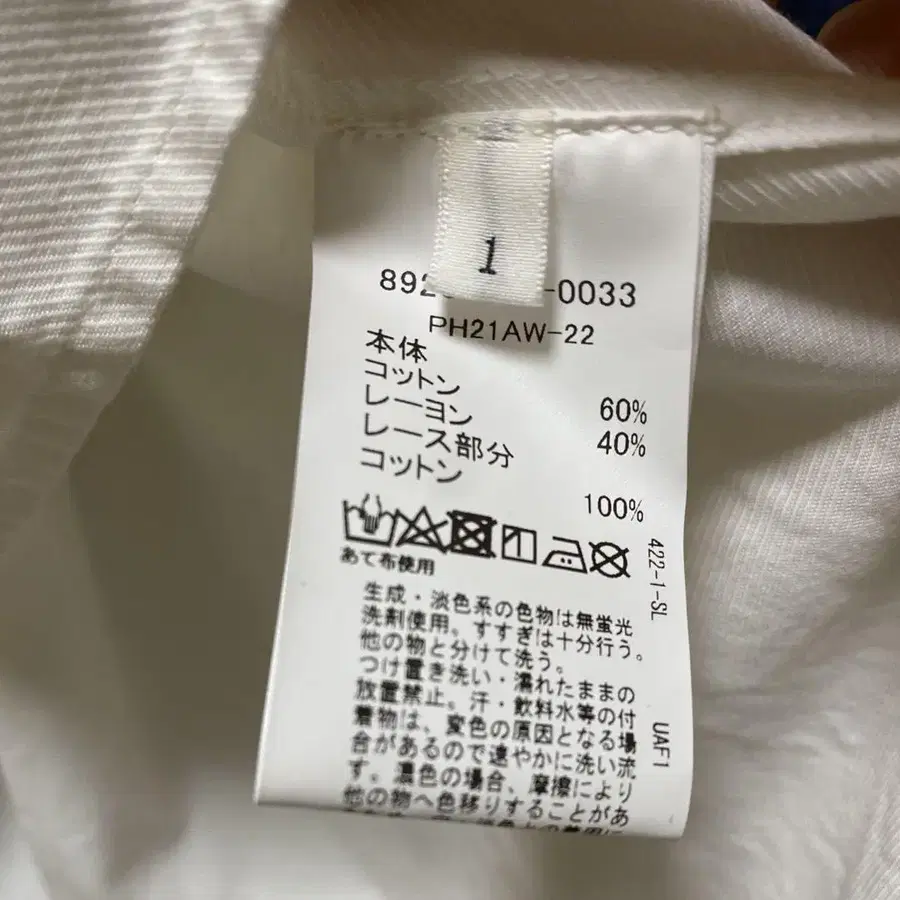 1
892 -0033
PH21AW-22
本体
コットン 60%
レーヨン 40%
レース部分
コットン 100%
あて布使用
生成・淡色系の色物は無蛍光
洗剤使用。すすぎは十分行う。
他の物と分けて洗う。
つけ置き洗い・濡れたままの
放置禁止。汗・飲料水等の付
着物は、変色の原因となる場
合があるので速やかに洗い流
す。濃色の場合、摩擦により
他の物へ色移りすることがあ
422-1-SL
UAF1